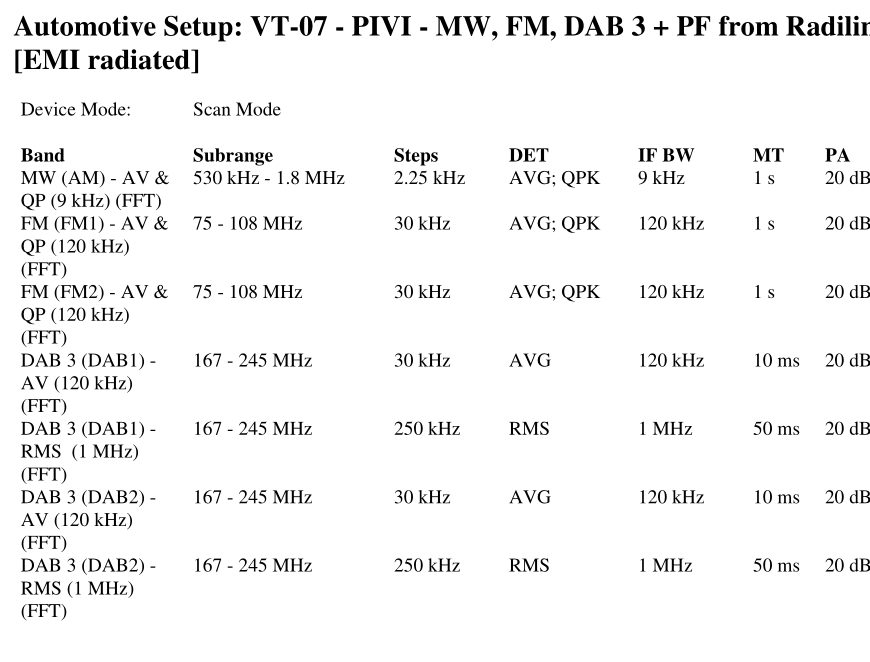 Automotive Setup: VT-07 - PIVI - MW, FM, DAB 3 + PF from
[EMI radiated]
Device Mode: Scan Mode
Band Subrange Steps DET IF BW MT PA
MW (AM) - AV & 530 kHz - 1.8 MHz 2.25 kHz AVG; QPK 9 kHz 1 s 20 dB
QP (9 kHz) (FFT)
FM (FM1) - AV & 75 - 108 MHz 30 kHz AVG; QPK 120 kHz 1 s 20 dB
QP (120 kHz)
(FFT)
FM (FM2) - AV & 75 - 108 MHz 30 kHz AVG; QPK 120 kHz 1 s 20 dB
QP (120 kHz)
(FFT)
DAB 3 (DAB1) - 167 - 245 MHz 30 kHz AVG 120 kHz 10 ms 20 dB
AV (120 kHz)
(FFT)
DAB 3 (DAB1) - 167 - 245 MHz 250 kHz RMS 1 MHz 50 ms 20 dB
RMS (1 MHz)
(FFT)
DAB 3 (DAB2) - 167 - 245 MHz 30 kHz AVG 120 kHz 10 ms 20 dB
AV (120 kHz)
(FFT)
DAB 3 (DAB2) - 167 - 245 MHz 250 kHz RMS 1 MHz 50 ms 20 dB
RMS (1 MHz)
(FFT)